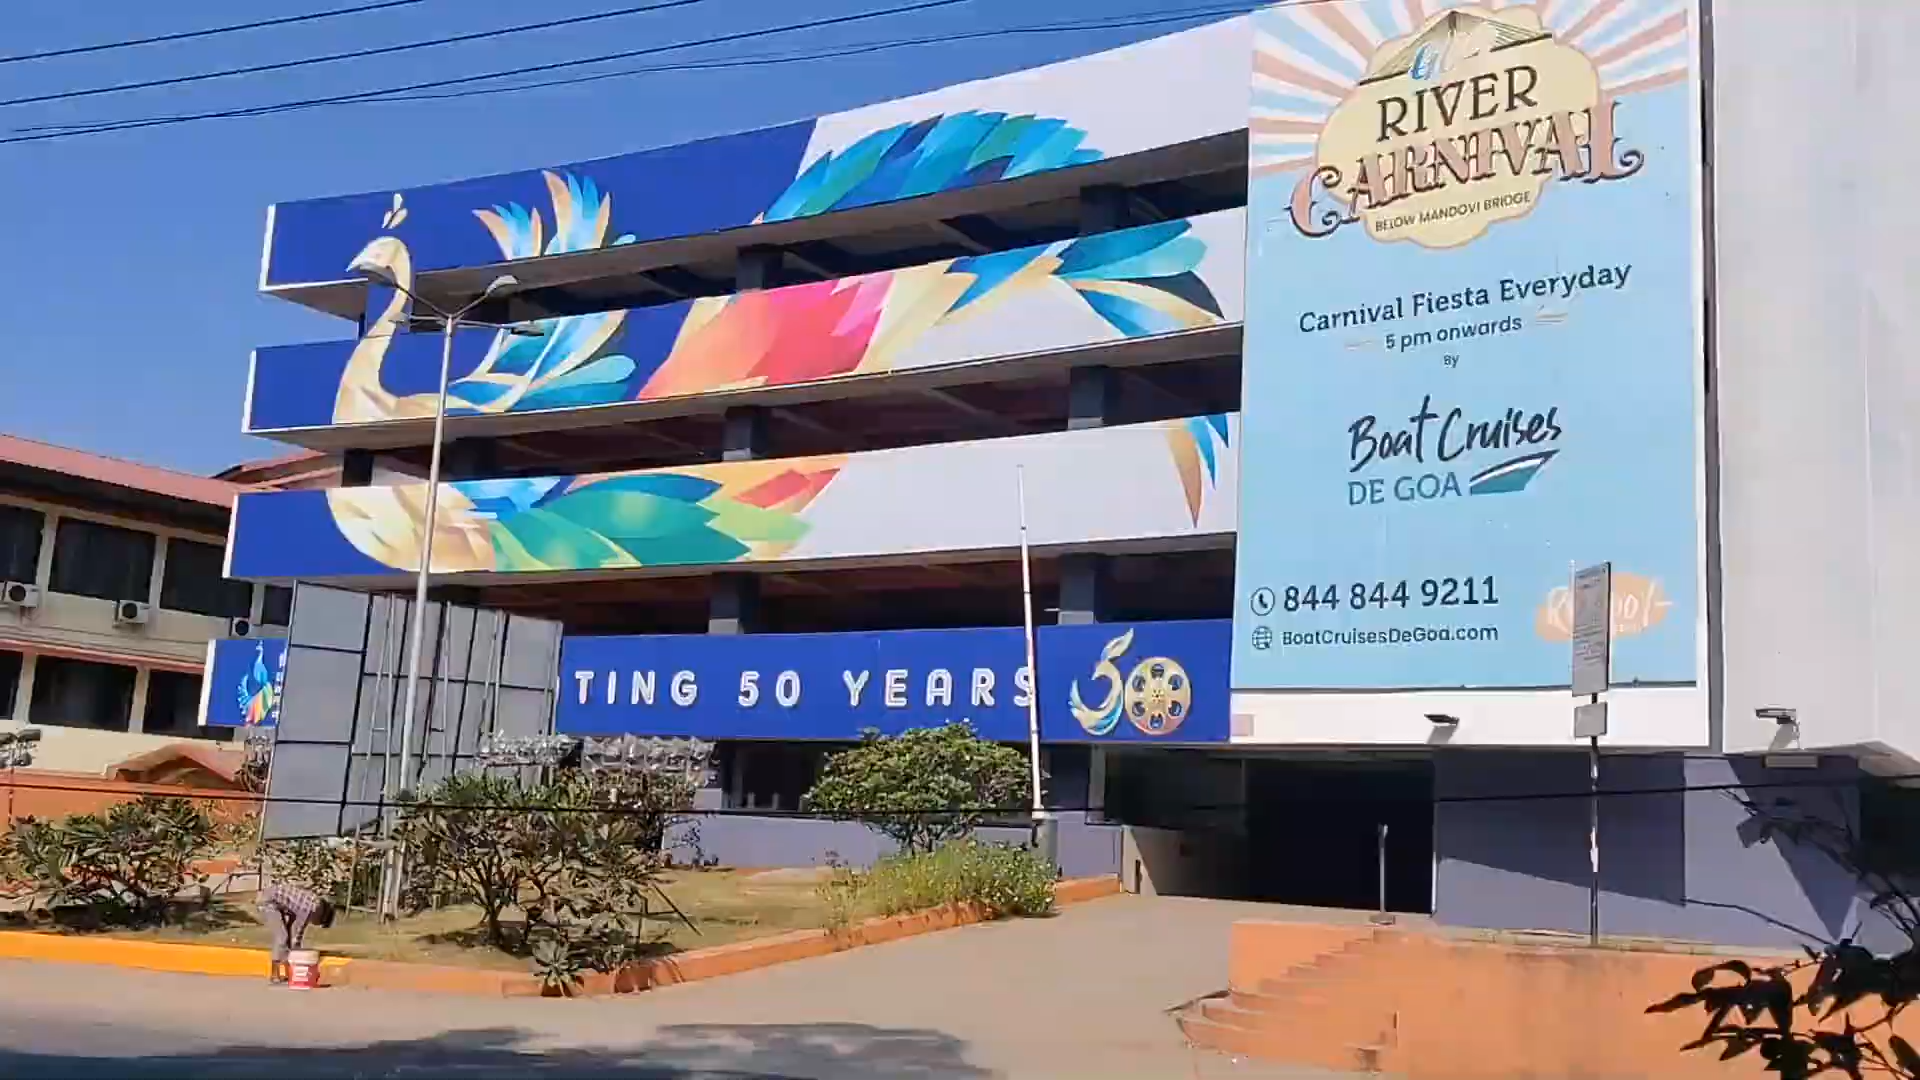 RIVER
CARNIVAL
BELOW MANDOVI BRIDGE
Carnival Fiesta Everyday
5 pm onwards
By
Boat Cruises
DE GOA
844 844 9211
BoatCruisesDeGoa.com
TING 50 YEARS
50